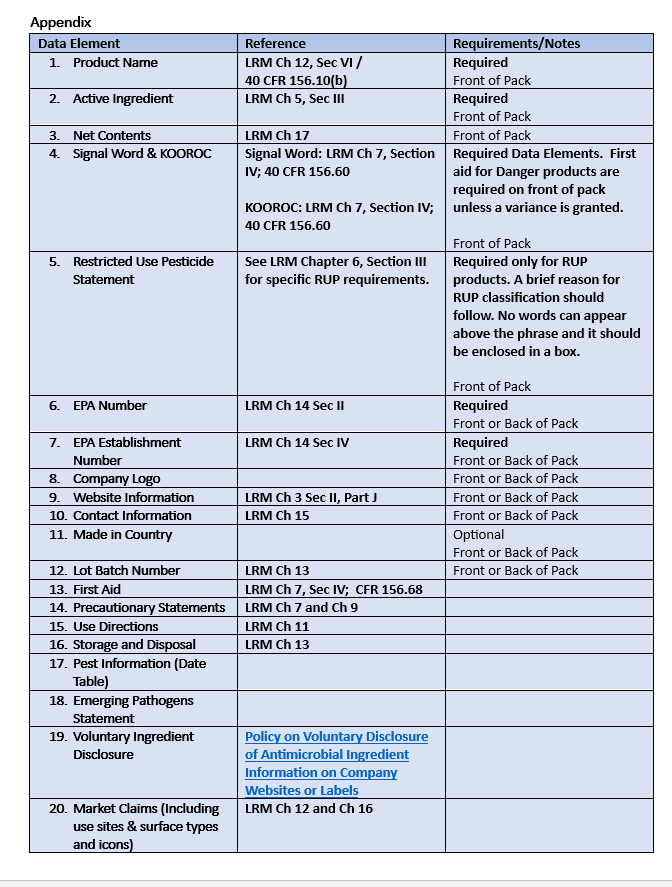 Appendix
Data Element Reference Requirements/Notes
1. Product Name LRM Ch 12, Sec VI / Required
40 CFR 156.10(b) Front of Pack
2. Active Ingredient LRM Ch 5, Sec III Required
Front of Pack
3. Net Contents LRM Ch 17 Front of Pack
4. Signal Word & KOOROC Signal Word: LRM Ch 7, Section Required Data Elements. First
IV; 40 CFR 156.60 aid for Danger products are
required on front of pack
KOOROC: LRM Ch 7, Section IV; unless a variance is granted.
40 CFR 156.60
Front of Pack
5. Restricted Use Pesticide See LRM Chapter 6, Section III Required only for RUP
Statement for specific RUP requirements. products. A brief reason for
RUP classification should
follow. No words can appear
above the phrase and it should
be enclosed in a box.
Front of Pack
6. EPA Number LRM Ch 14 Sec II Required
Front or Back of Pack
7. EPA Establishment LRM Ch 14 Sec IV Required
Number Front or Back of Pack
8. Company Logo Front or Back of Pack
9. Website Information LRM Ch 3 Sec II, Part J Front or Back of Pack
10. Contact Information LRM Ch 15 Front or Back of Pack
11. Made in Country Optional
Front or Back of Pack
12. Lot Batch Number LRM Ch 13 Front or Back of Pack
13. First Aid LRM Ch 7, Sec IV; CFR 156.68
14. Precautionary Statements LRM Ch 7 and Ch 9
15. Use Directions LRM Ch 11
16. Storage and Disposal LRM Ch 13
17. Pest Information (Date
Table)
18. Emerging Pathogens
Statement
19. Voluntary Ingredient Policy on Voluntary Disclosure
Disclosure of Antimicrobial Ingredient
Information on Company
Websites or Labels
20. Market Claims (Including LRM Ch 12 and Ch 16
use sites & surface types
and icons)